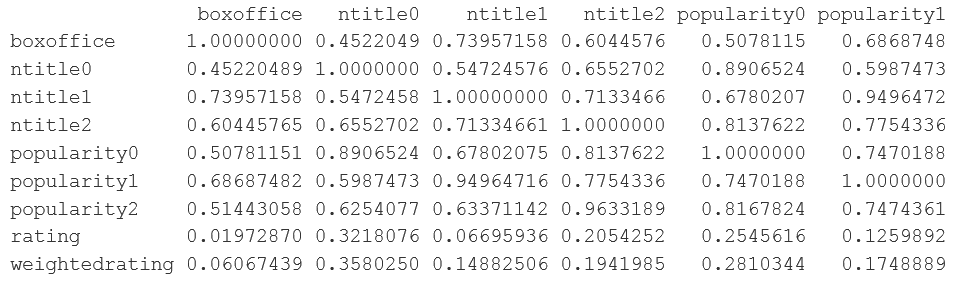 boxoffice ntitle0 ntitle1 ntitle2 popularity0 popularity1
boxoffice 1.00000000 0.4522049 0.73957158 0.6044576 0.5078115 0.6868748
ntitle0 0.45220489 1.0000000 0.54724576 0.6552702 0.8906524 0.5987473
ntitle1 0.73957158 0.5472458 1.00000000 0.7133466 0.6780207 0.9496472
ntitle2 0.60445765 0.6552702 0.71334661 1.0000000 0.8137622 0.7754336
popularity0 0.50781151 0.8906524 0.67802075 0.8137622 1.0000000 0.7470188
popularity1 0.68687482 0.5987473 0.94964716 0.7754336 0.7470188 1.0000000
popularity2 0.51443058 0.6254077 0.63371142 0.9633189 0.8167824 0.7474361
rating 0.01972870 0.3218076 0.06695936 0.2054252 0.2545616 0.1259892
weightedrating 0.06067439 0.3580250 0.14882506 0.1941985 0.2810344 0.1748889